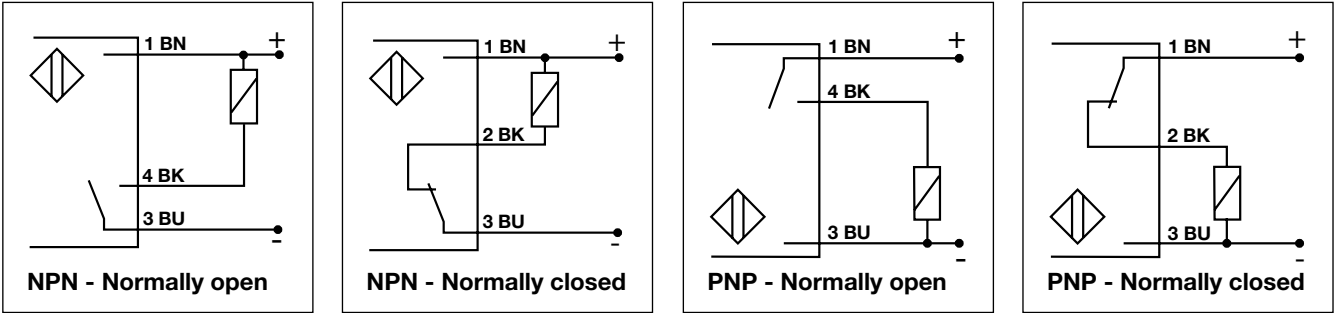 1 BN
+
4 BK
3 BU
-
NPN - Normally open
1 BN
+
2 BK
3 BU
-
NPN - Normally closed
1 BN
+
4 BK
3 BU
-
PNP - Normally open
1 BN
+
2 BK
3 BU
-
PNP - Normally closed